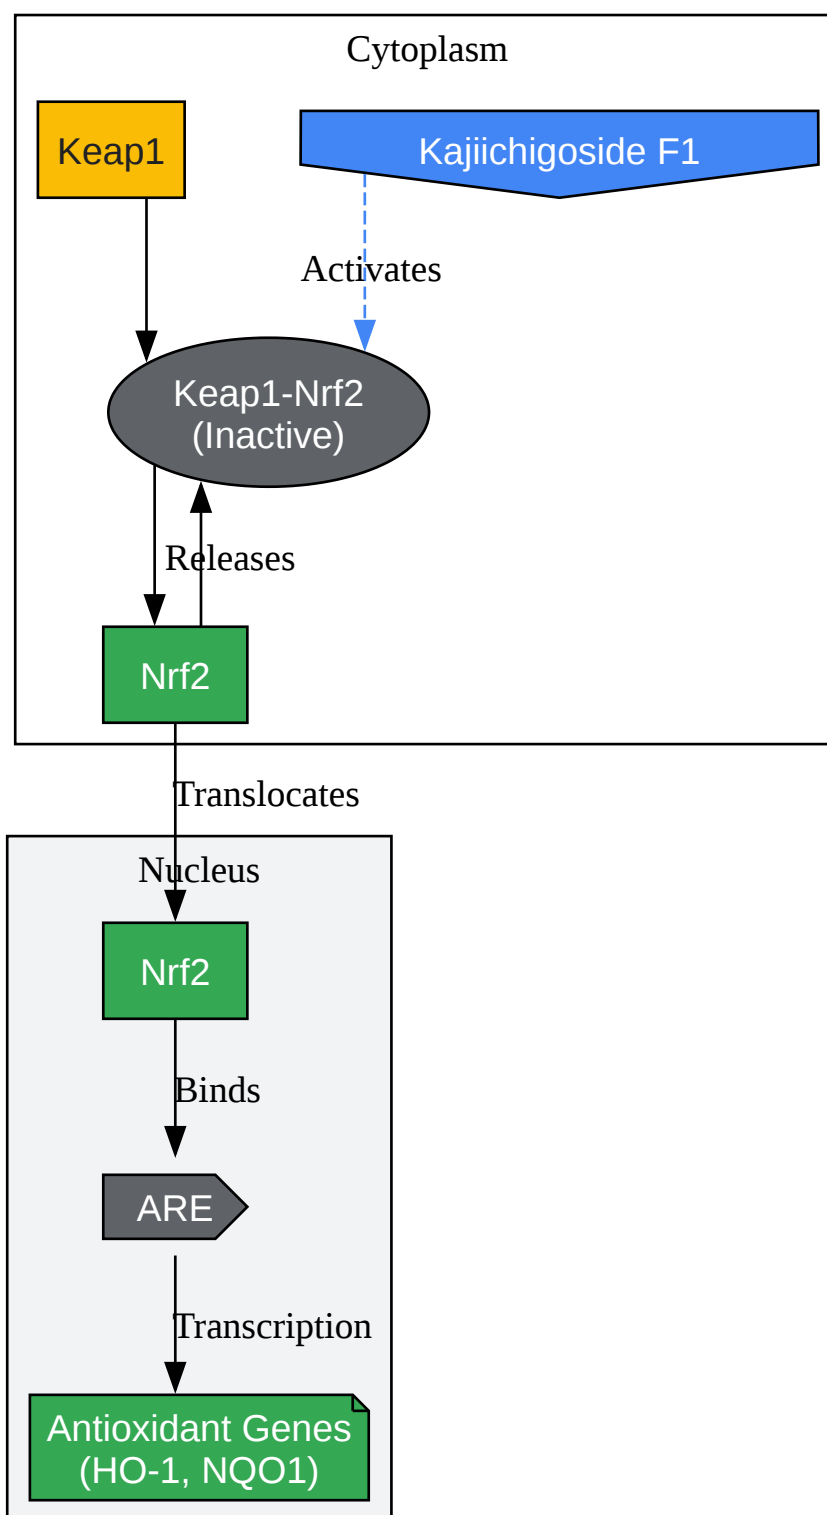 Cytoplasm
Keap1
Kajiichigoside F1
Activates
Keap1-Nrf2
(Inactive)
Releases
Nrf2
Translocates
Nucleus
Nrf2
Binds
ARE
Transcription
Antioxidant Genes
(HO-1, NQO1)